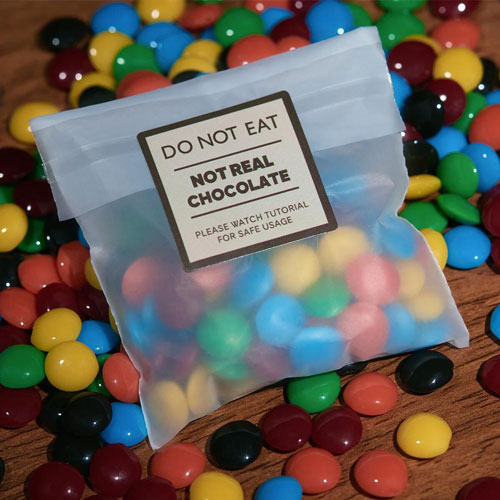 DO NOT EAT
NOT REAL
CHOCOLATE
PLEASE WATCH TUTORIAL
FOR SAFE USAGE